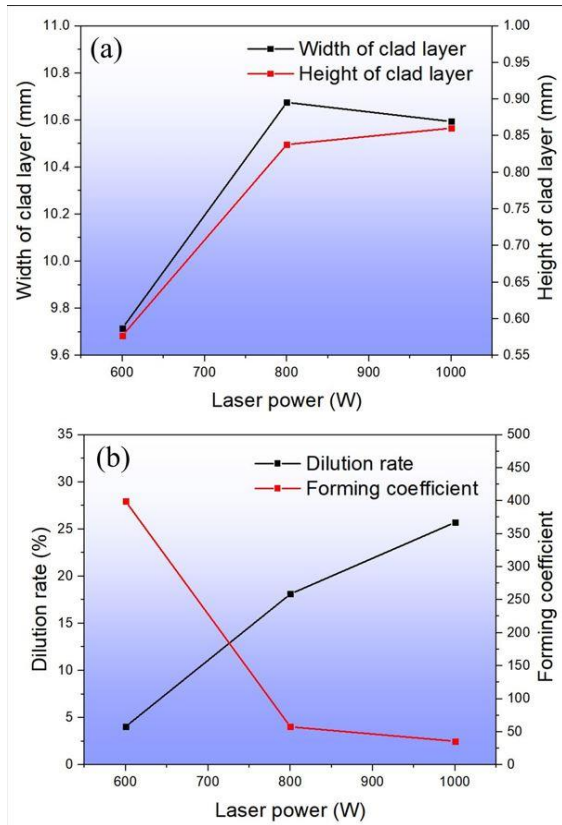 (a)
Width of clad layer
Height of clad layer
Width of clad layer (mm)
11.0
10.8
10.6
10.4
10.2
10.0
9.8
9.6
Height of clad layer (mm)
1.00
0.95
0.90
0.85
0.80
0.75
0.70
0.65
0.60
0.55
600 700 800 900 1000
Laser power (W)
(b)
Dilution rate
Forming coefficient
Dilution rate (%)
35
30
25
20
15
10
5
0
Forming coefficient
500
450
400
350
300
250
200
150
100
50
0
600 700 800 900 1000
Laser power (W)